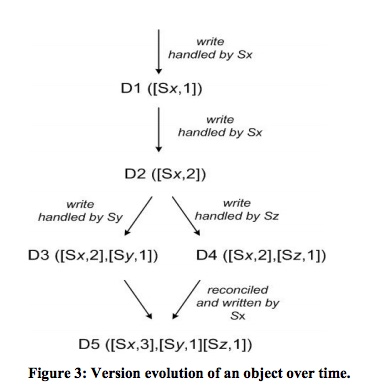 write
handled by Sx
D1 ([Sx,1])
write
handled by Sx
D2 ([Sx,2])
write
handled by Sy
write
handled by Sz
D3 ([Sx,2],[Sy,1])
D4 ([Sx,2],[Sz,1])
reconciled
and written by
Sx
D5 ([Sx,3],[Sy,1][Sz,1])
Figure 3: Version evolution of an object over time.